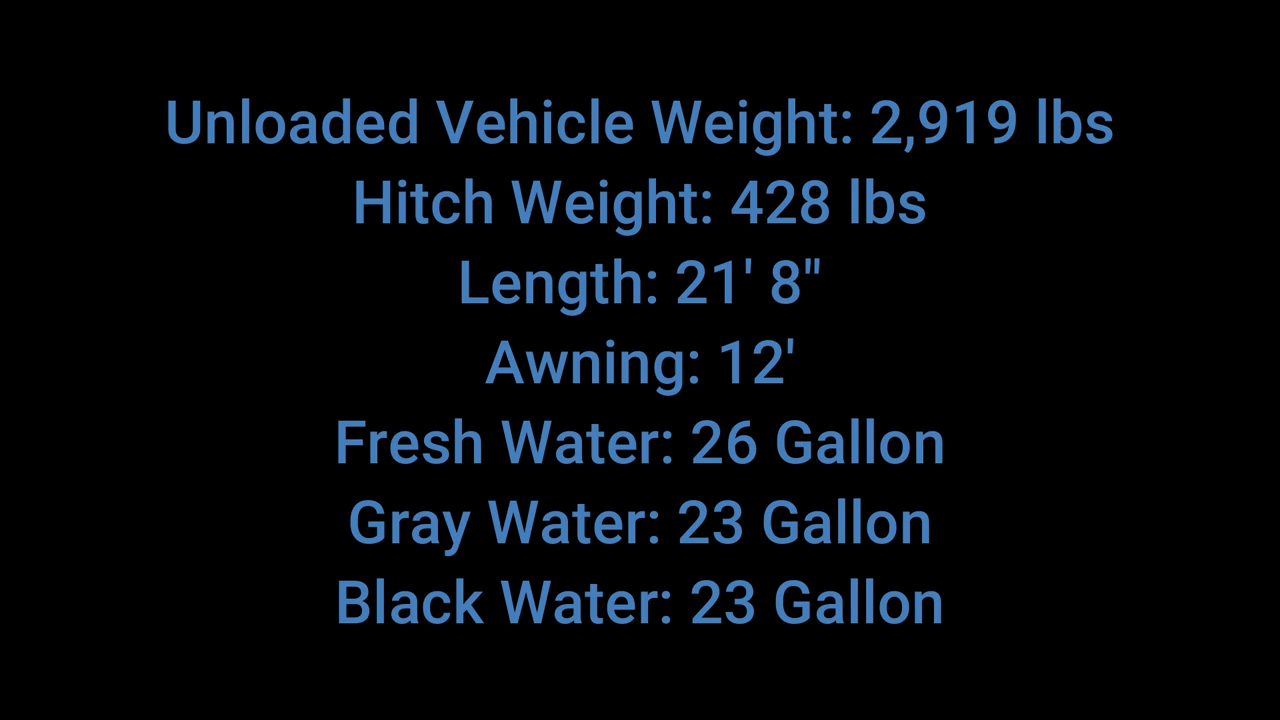 Unloaded Vehicle Weight: 2,919 lbs
Hitch Weight: 428 lbs
Length: 21' 8"
Awning: 12'
Fresh Water: 26 Gallon
Gray Water: 23 Gallon
Black Water: 23 Gallon